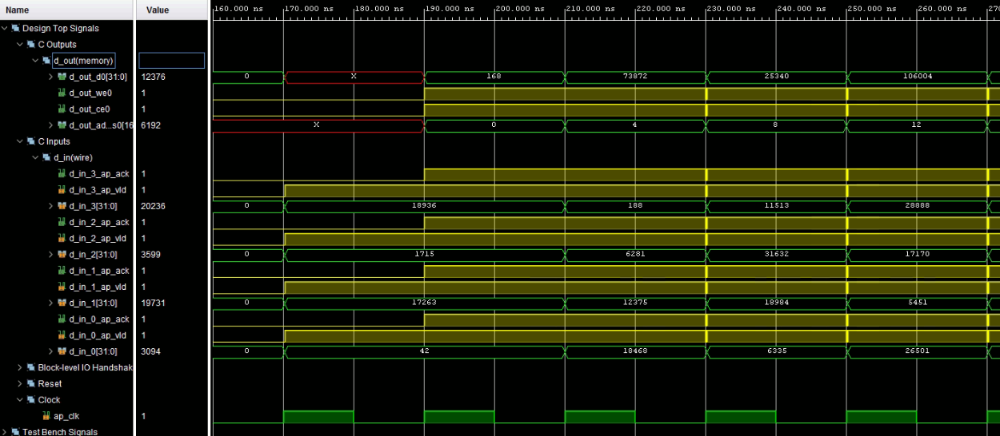 Name Value 160.000 ns 170.000 ns 180.000 ns 190.000 ns 200.000 ns 210.000 ns 220.000 ns 230.000 ns 240.000 ns 250.000 ns 260.000 ns 270
Design Top Signals
C Outputs
d_out(memory)
d_out_d0[31:0] 12376 0 X 168 73872 25340 106004
d_out_we0 1
d_out_ce0 1
d_out_ad...s0[16 6192 X 0 4 8 12
C Inputs
d_in(wire)
d_in_3_ap_ack 1
d_in_3_ap_vld 1
d_in_3[31:0] 20236 0 18936 188 11513 28888
d_in_2_ap_ack 1
d_in_2_ap_vld 1
d_in_2[31:0] 3599 0 1715 6281 31632 17170
d_in_1_ap_ack 1
d_in_1_ap_vld 1
d_in_1[31:0] 19731 0 17263 12375 18984 5451
d_in_0_ap_ack 1
d_in_0_ap_vld 1
d_in_0[31:0] 3094 0 42 18468 6335 26501
Block-level IO Handshak
Reset
Clock
ap_clk 1
Test Bench Signals